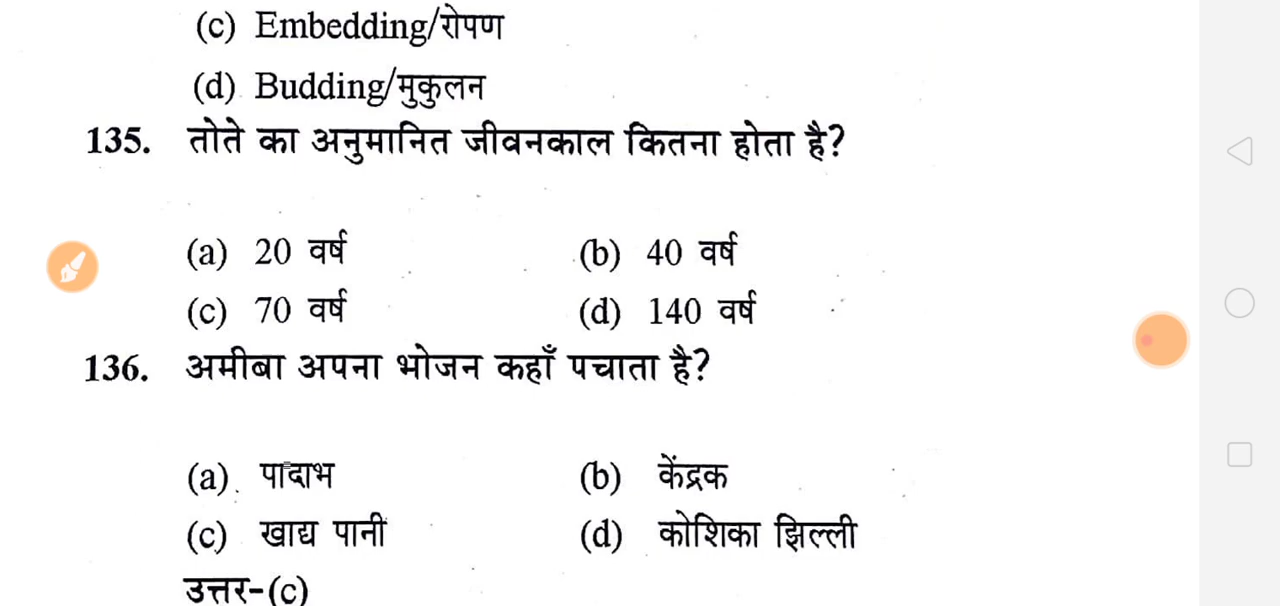 (c) Embedding/रोपण
(d) Budding/मुकुलन
135. तोते का अनुमानित जीवनकाल कितना होता है?
(a) 20 वर्ष (b) 40 वर्ष
(c) 70 वर्ष (d) 140 वर्ष
136. अमीबा अपना भोजन कहाँ पचाता है?
(a) पादाभ (b) केंद्रक
(c) खाद्य पानी (d) कोशिका झिल्ली
उत्तर-(c)